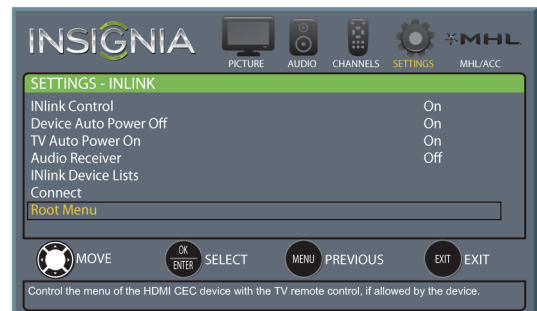 INSIGNIA
PICTURE AUDIO CHANNELS SETTINGS MHL MHL/ACC
SETTINGS - INLINK
INlink Control On
Device Auto Power Off On
TV Auto Power On On
Audio Receiver Off
INlink Device Lists
Connect
Root Menu
MOVE OK ENTER SELECT MENU PREVIOUS EXIT EXIT
Control the menu of the HDMI CEC device with the TV remote control, if allowed by the device.